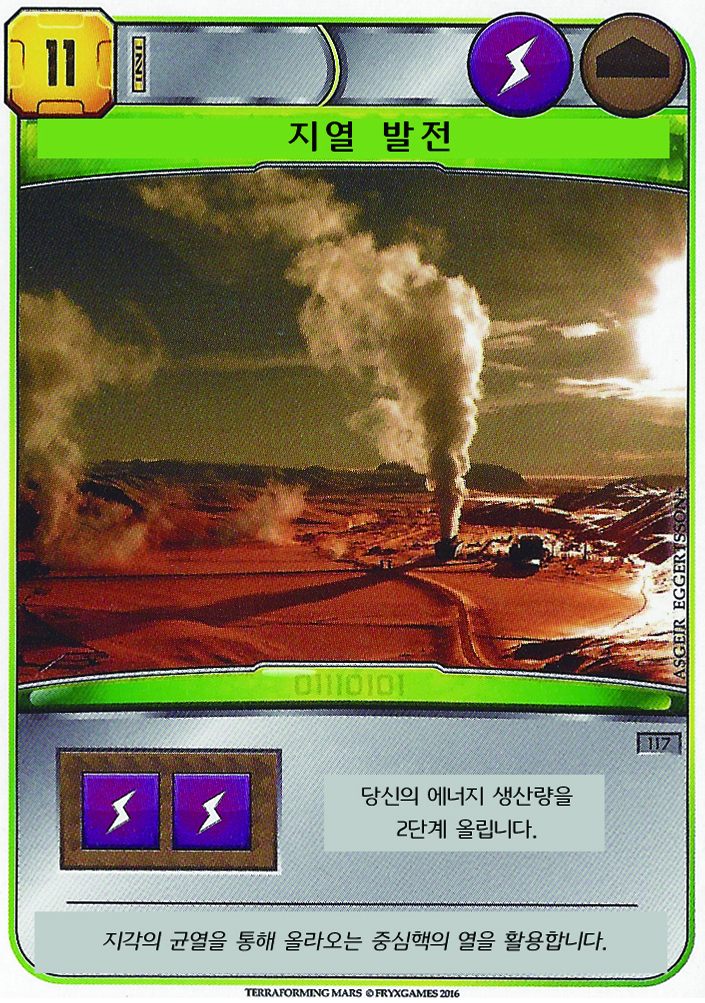 11
지열 발전
ASGEIR EGGERTSSON
01110101
117
당신의 에너지 생산량을
2단계 올립니다.
지각의 균열을 통해 올라오는 중심핵의 열을 활용합니다.
TERRAFORMING MARS © FRYXGAMES 2016